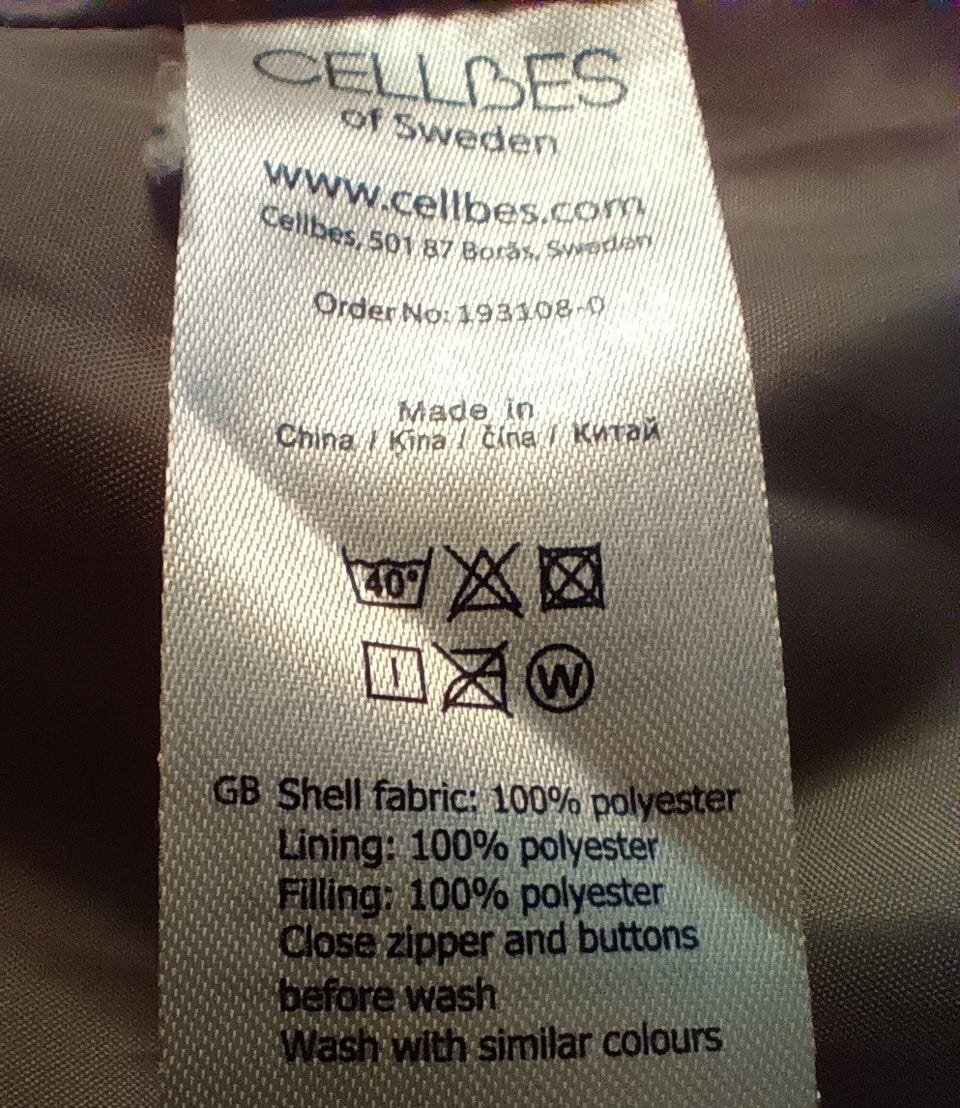 CELLBES
of Sweden
www.cellbes.com
Cellbes, 501 87 Borås, Sweden
Order No: 193108-0
Made in
China / Ķīna / čína / Китай
40°
W
GB Shell fabric: 100% polyester
Lining: 100% polyester
Filling: 100% polyester
Close zipper and buttons
before wash
Wash with similar colours